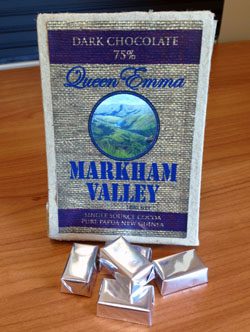 DARK CHOCOLATE
75%
Queen Emma
MARKHAM
VALLEY
SINGLE SOURCE COCOA
PURE PAPUA NEW GUINEA